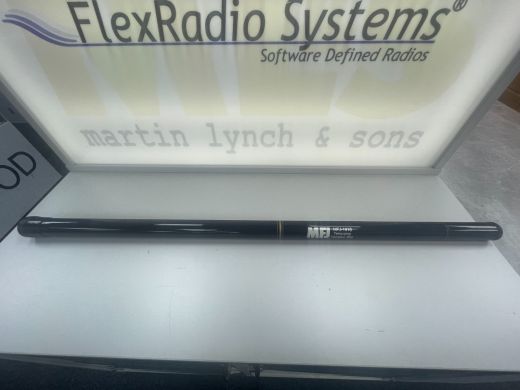 FlexRadio Systems®
Software Defined Radios
martin lynch & sons
OD
MFJ